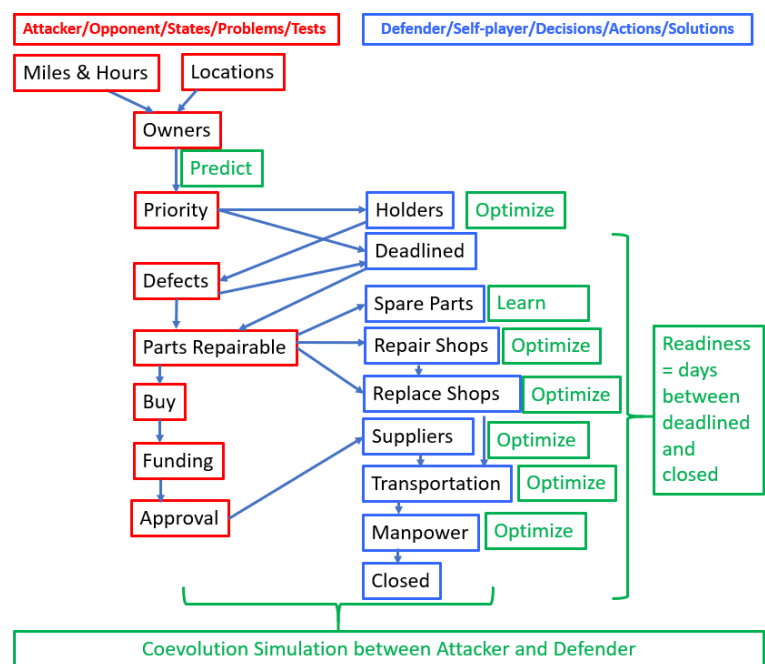 Attacker/Opponent/States/Problems/Tests
Defender/Self-player/Decisions/Actions/Solutions
Miles & Hours
Locations
Owners
Predict
Priority
Holders
Optimize
Deadlined
Defects
Spare Parts
Learn
Parts Repairable
Repair Shops
Optimize
Replace Shops
Optimize
Buy
Suppliers
Optimize
Funding
Transportation
Optimize
Approval
Manpower
Optimize
Closed
Readiness
= days
between
deadlined
and
closed
Coevolution Simulation between Attacker and Defender